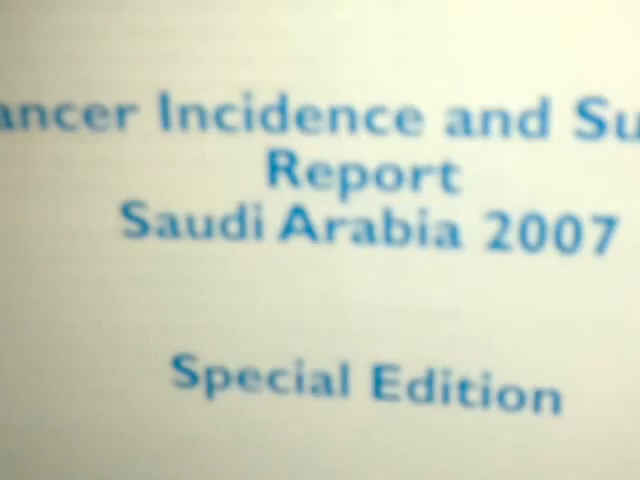 ancer Incidence and Su
Report
Saudi Arabia 2007
Special Edition